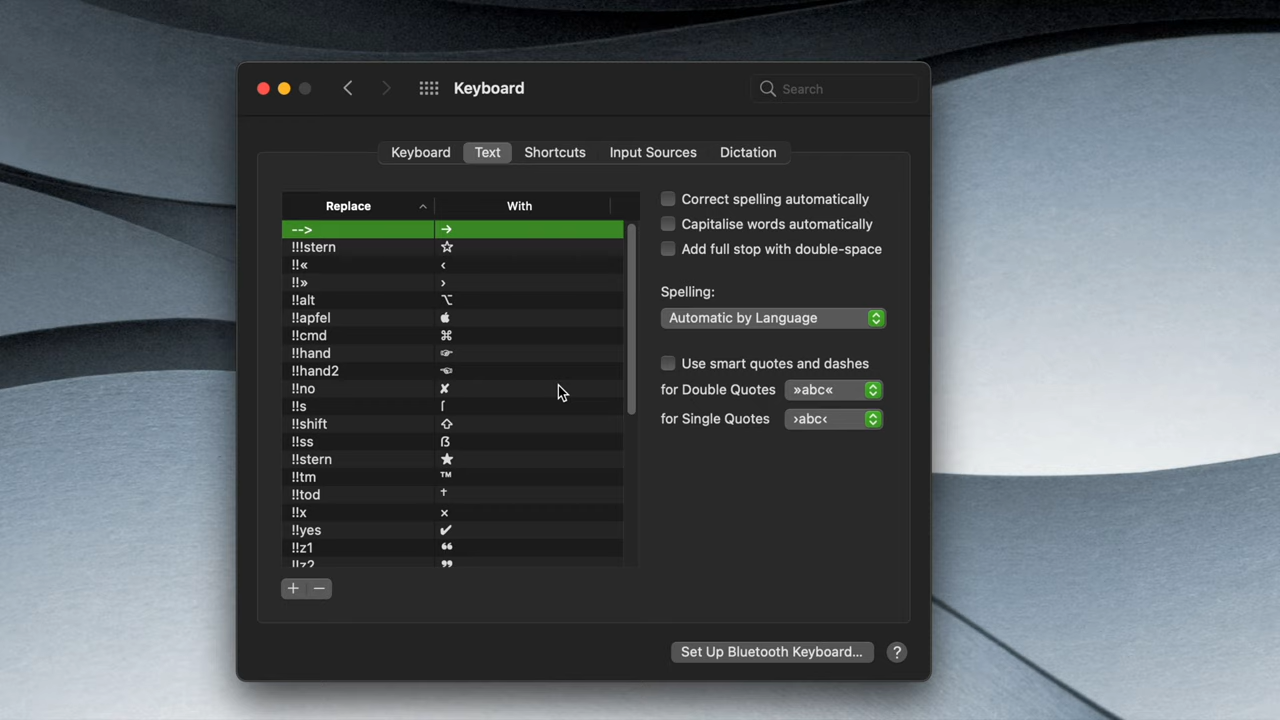 Keyboard
Search
Keyboard Text Shortcuts Input Sources Dictation
Replace With
--> →
!!!stern ☆
!!« ‹
!!» ›
!!alt ⌥
!!apfel 
!!cmd ⌘
!!hand ☞
!!hand2 ☜
!!no ✘
!!s ſ
!!shift ⇧
!!ss ẞ
!!stern ★
!!tm ™
!!tod †
!!x ×
!!yes ✔
!!z1 ❝
!!z2 ❞
Correct spelling automatically
Capitalise words automatically
Add full stop with double-space
Spelling:
Automatic by Language
Use smart quotes and dashes
for Double Quotes »abc«
for Single Quotes ›abc‹
+ −
Set Up Bluetooth Keyboard... ?